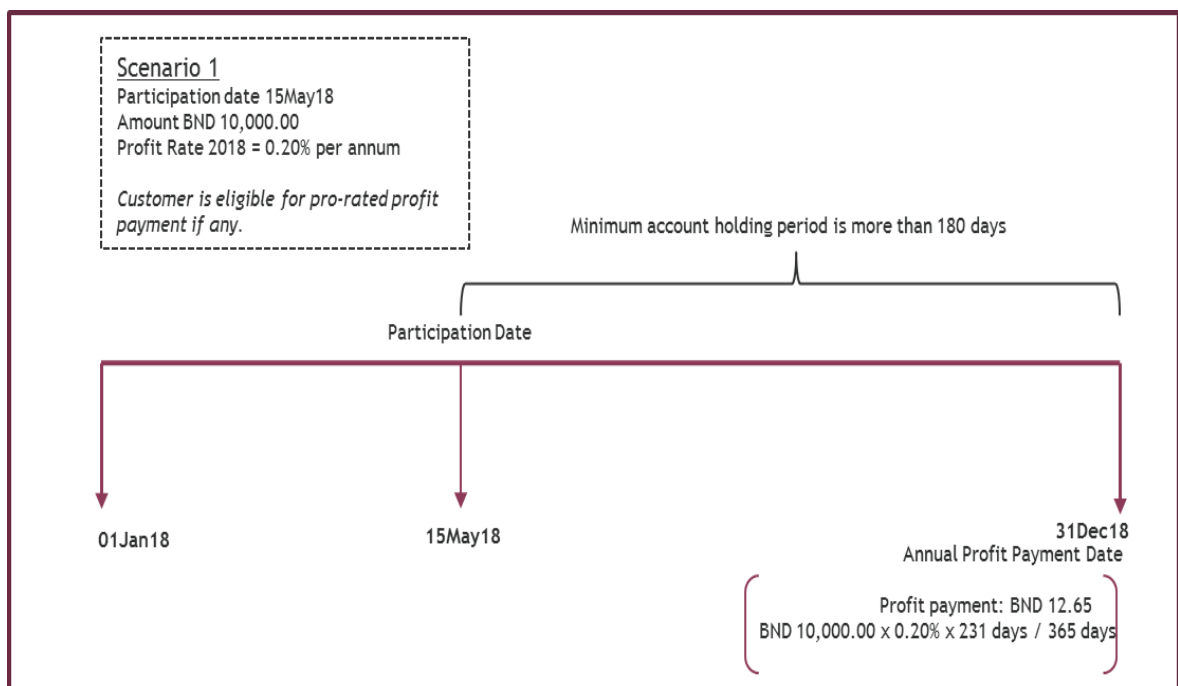 Scenario 1
Participation date 15May18
Amount BND 10,000.00
Profit Rate 2018 = 0.20% per annum
Customer is eligible for pro-rated profit
payment if any.
Minimum account holding period is more than 180 days
Participation Date
01Jan18
15May18
31Dec18
Annual Profit Payment Date
Profit payment: BND 12.65
BND 10,000.00 x 0.20% x 231 days / 365 days